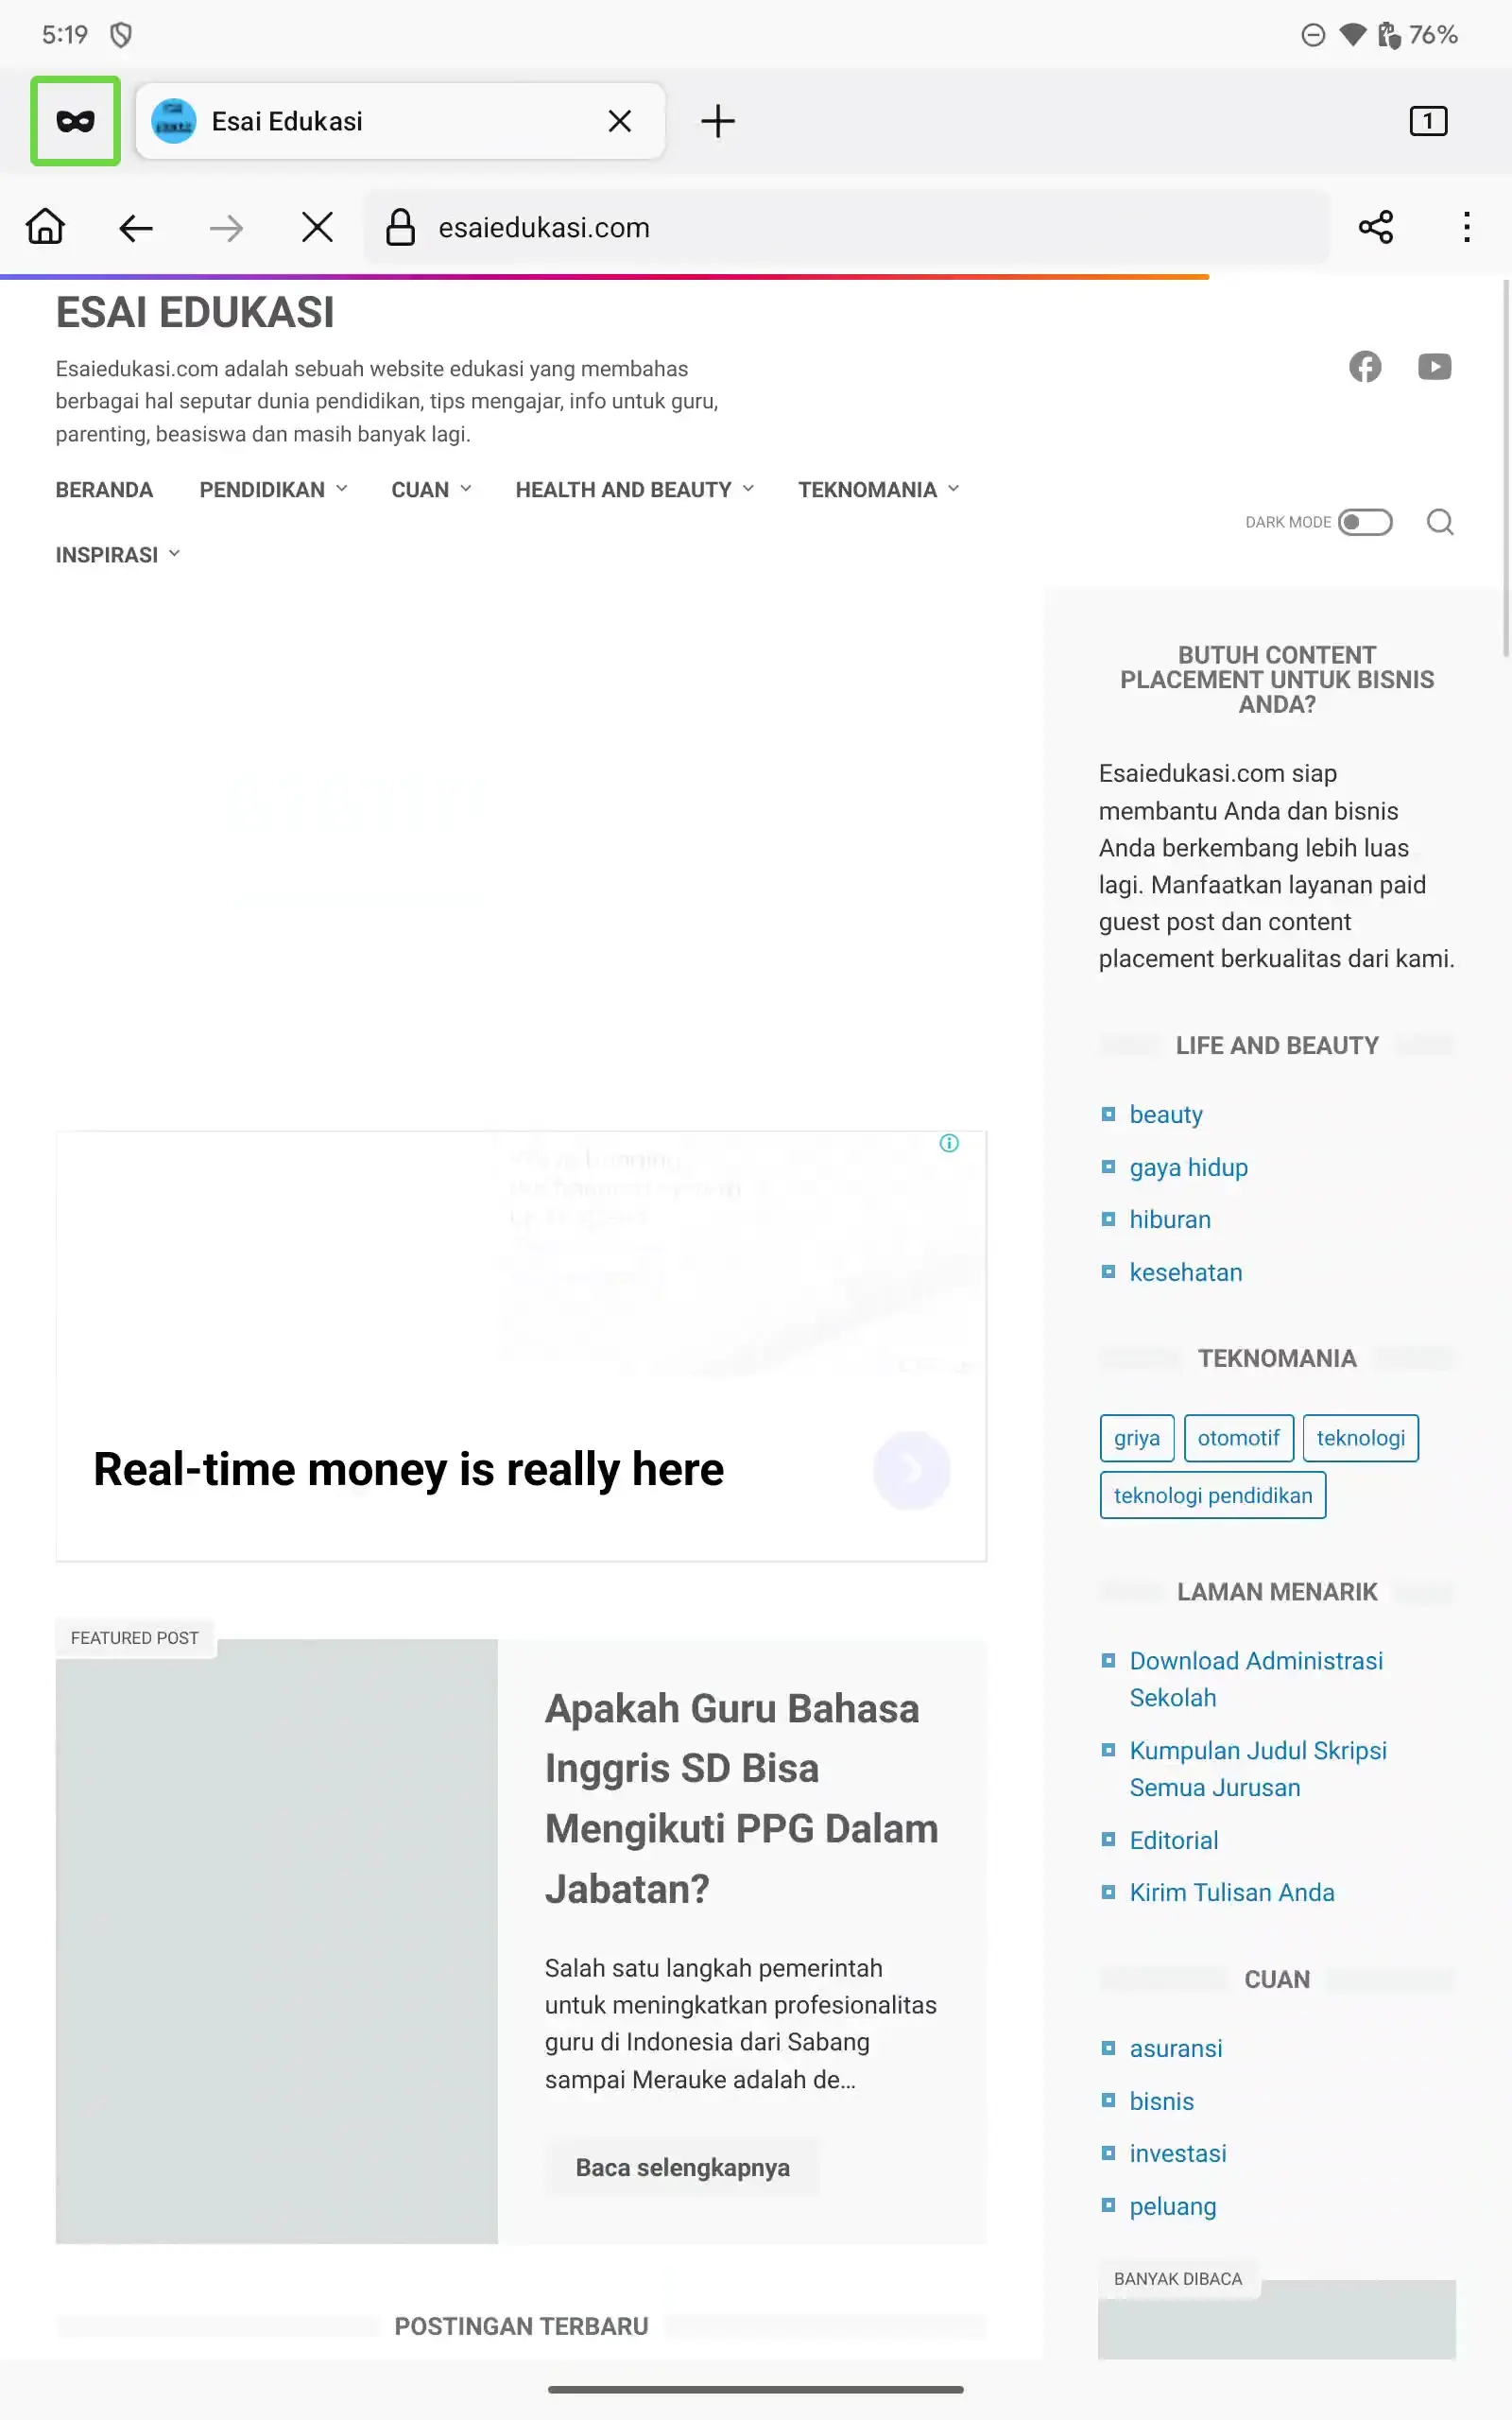 5:19
76%
Esai Edukasi
1
esaiedukasi.com
ESAI EDUKASI
Esaiedukasi.com adalah sebuah website edukasi yang membahas
berbagai hal seputar dunia pendidikan, tips mengajar, info untuk guru,
parenting, beasiswa dan masih banyak lagi.
BERANDA PENDIDIKAN CUAN HEALTH AND BEAUTY TEKNOMANIA
INSPIRASI
DARK MODE
BUTUH CONTENT
PLACEMENT UNTUK BISNIS
ANDA?
Esaiedukasi.com siap
membantu Anda dan bisnis
Anda berkembang lebih luas
lagi. Manfaatkan layanan paid
guest post dan content
placement berkualitas dari kami.
LIFE AND BEAUTY
beauty
gaya hidup
hiburan
kesehatan
TEKNOMANIA
griya otomotif teknologi
teknologi pendidikan
LAMAN MENARIK
Download Administrasi
Sekolah
Kumpulan Judul Skripsi
Semua Jurusan
Editorial
Kirim Tulisan Anda
CUAN
asuransi
bisnis
investasi
peluang
BANYAK DIBACA
Real-time money is really here
FEATURED POST
Apakah Guru Bahasa
Inggris SD Bisa
Mengikuti PPG Dalam
Jabatan?
Salah satu langkah pemerintah
untuk meningkatkan profesionalitas
guru di Indonesia dari Sabang
sampai Merauke adalah de...
Baca selengkapnya
POSTINGAN TERBARU